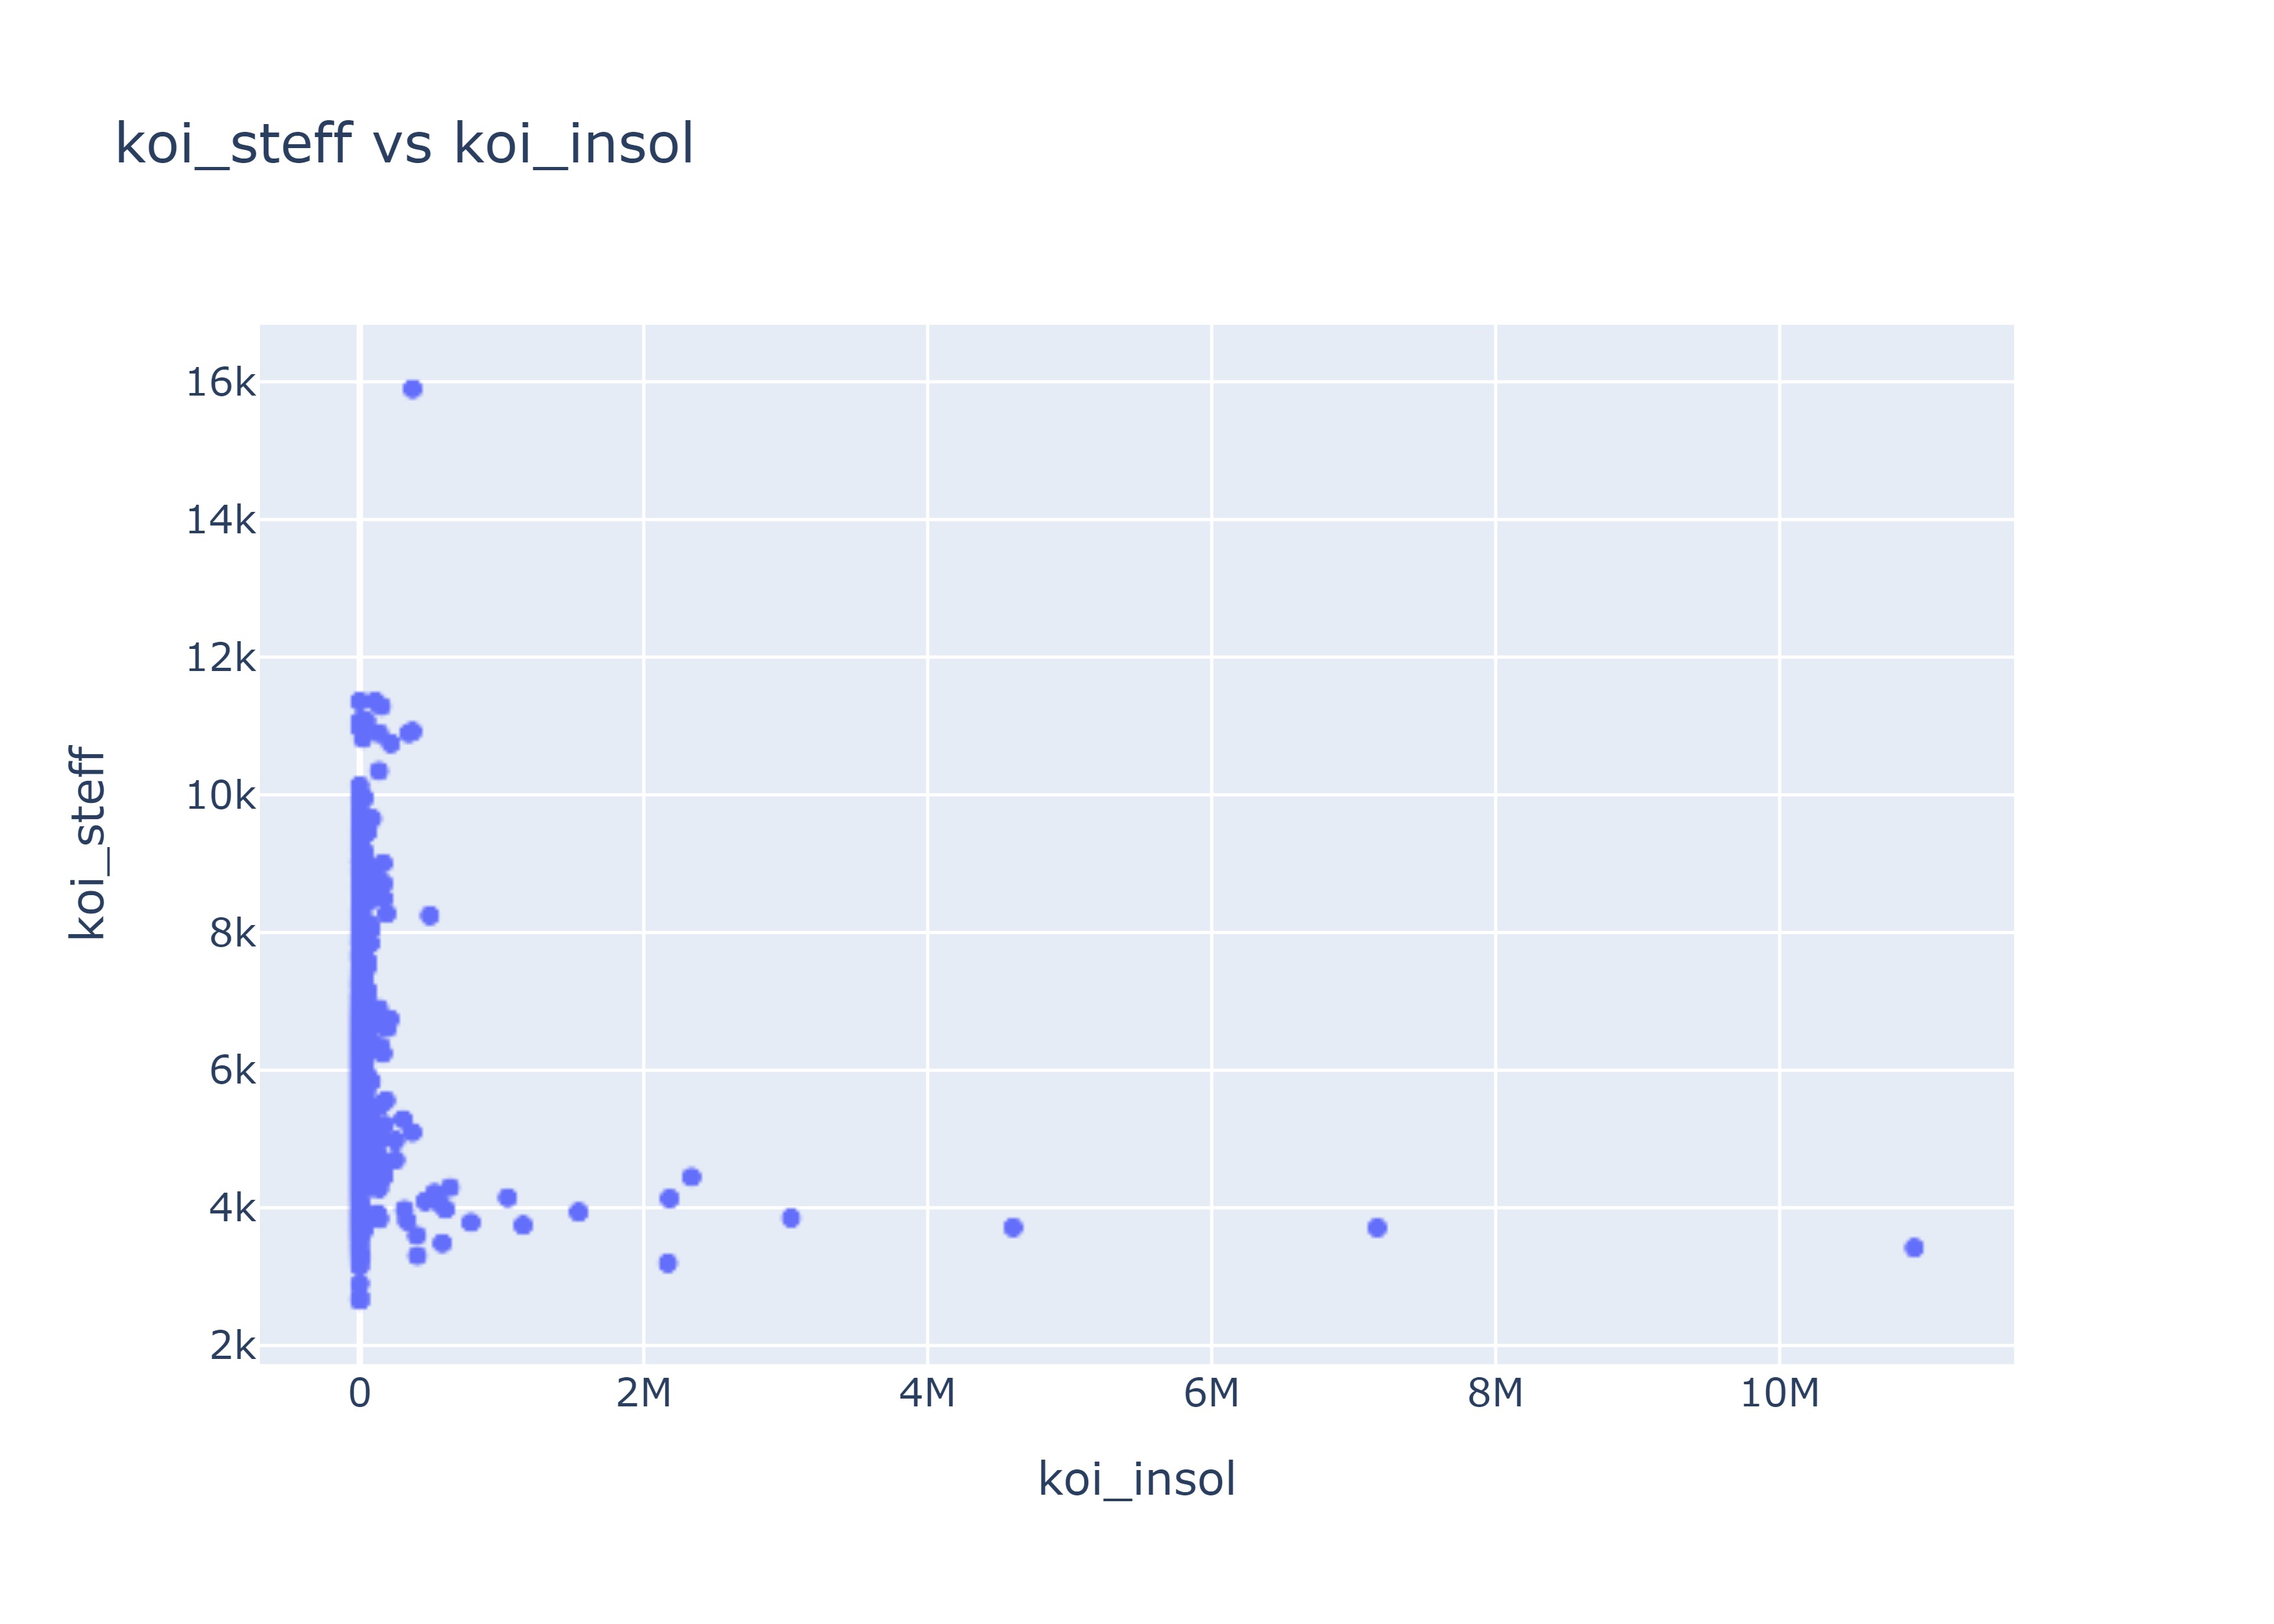 koi_steff vs koi_insol
16k
14k
12k
10k
8k
6k
4k
2k
koi_steff
0 2M 4M 6M 8M 10M
koi_insol